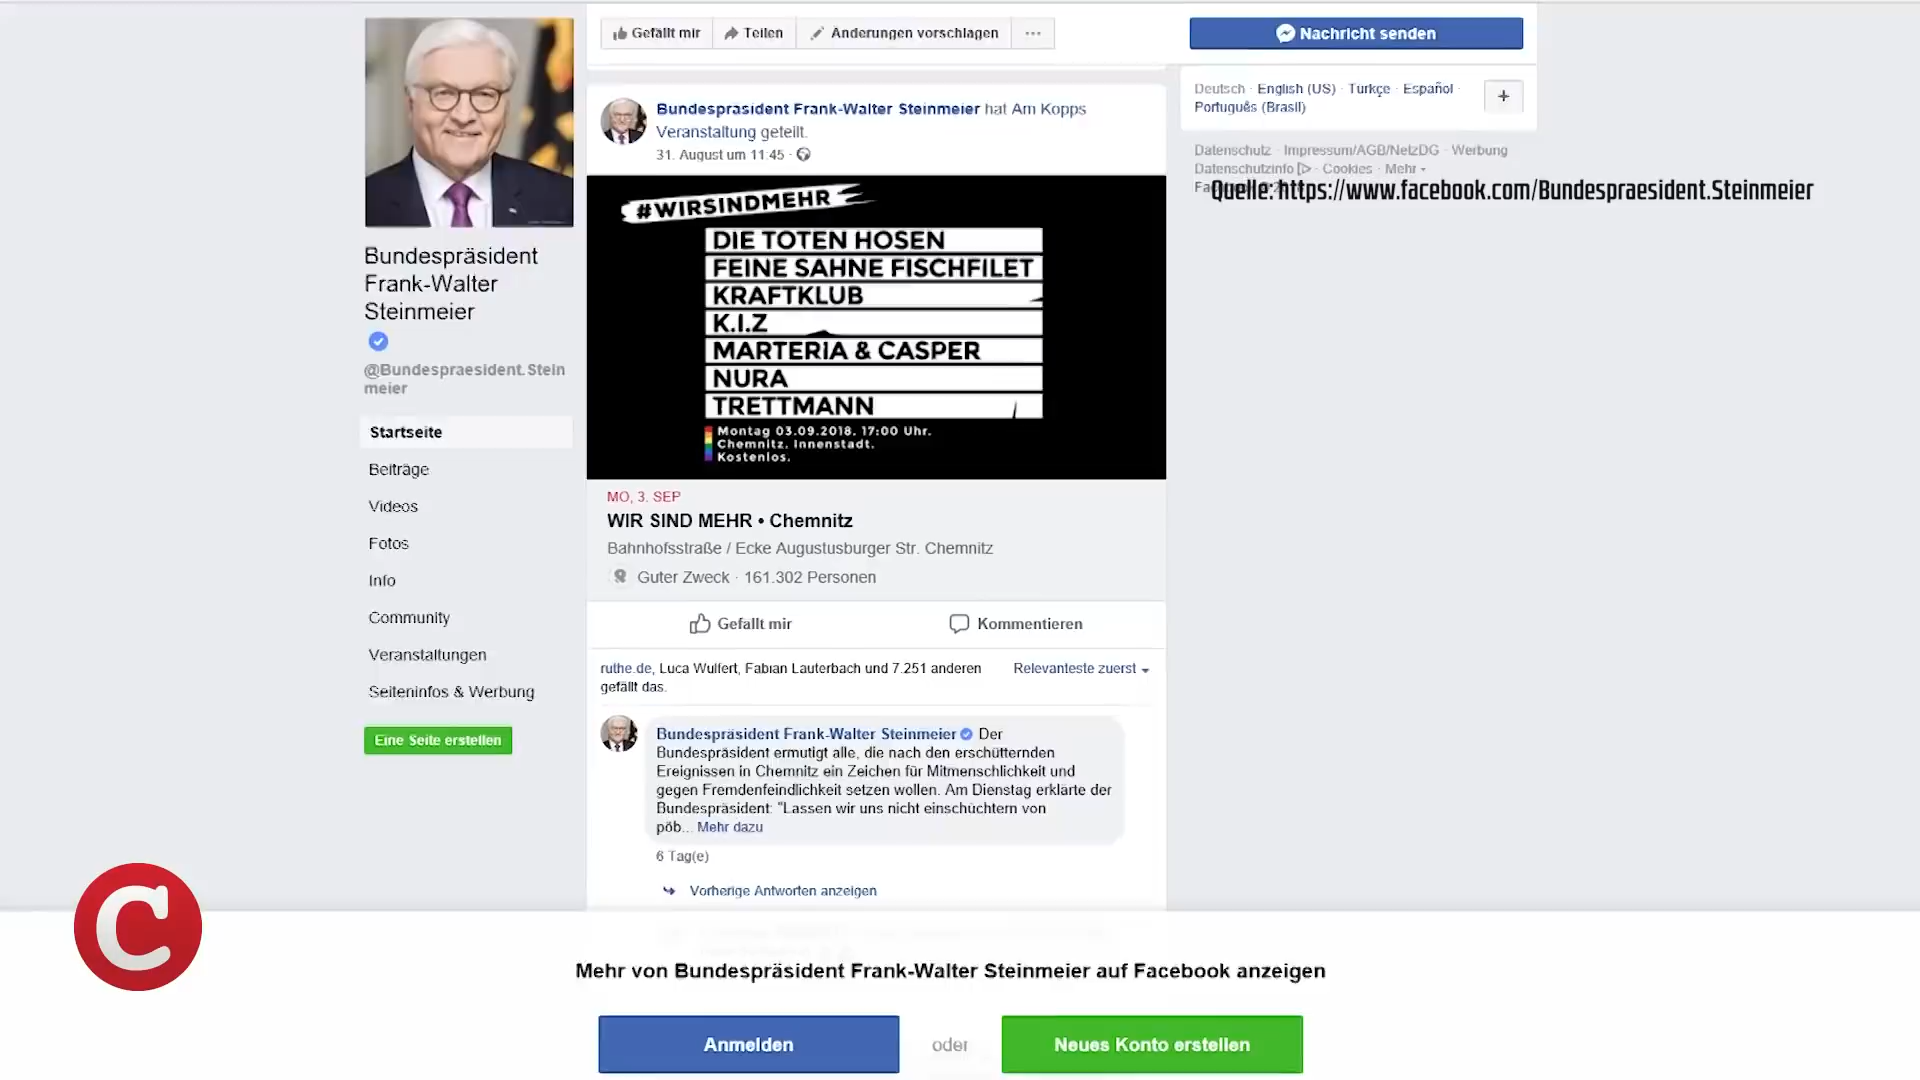 Gefällt mir
Teilen
Änderungen vorschlagen
Nachricht senden
Bundespräsident Frank-Walter Steinmeier hat Am Kopps
Veranstaltung geteilt.
31. August um 11:45 ·
Deutsch · English (US) · Türkçe · Español ·
Português (Brasil)
Datenschutz · Impressum/AGB/NetzDG · Werbung
Datenschutzinfo · Cookies · Mehr
Quelle: https://www.facebook.com/Bundespraesident.Steinmeier
#WIRSINDMEHR
DIE TOTEN HOSEN
FEINE SAHNE FISCHFILET
KRAFTKLUB
K.I.Z
MARTERIA & CASPER
NURA
TRETTMANN
Montag 03.09.2018, 17:00 Uhr.
Chemnitz. Innenstadt.
Kostenlos.
Bundespräsident
Frank-Walter
Steinmeier
@Bundespraesident.Stein
meier
Startseite
Beiträge
Videos
Fotos
Info
Community
Veranstaltungen
Seiteninfos & Werbung
Eine Seite erstellen
MO, 3. SEP
WIR SIND MEHR • Chemnitz
Bahnhofsstraße / Ecke Augustusburger Str. Chemnitz
Guter Zweck · 161.302 Personen
Gefällt mir
Kommentieren
ruthe.de, Luca Wulfert, Fabian Lauterbach und 7.251 anderen
gefällt das.
Relevanteste zuerst
Bundespräsident Frank-Walter Steinmeier Der
Bundespräsident ermutigt alle, die nach den erschütternden
Ereignissen in Chemnitz ein Zeichen für Mitmenschlichkeit und
gegen Fremdenfeindlichkeit setzen wollen. Am Dienstag erklärte der
Bundespräsident: "Lassen wir uns nicht einschüchtern von
pöb... Mehr dazu
6 Tag(e)
Vorherige Antworten anzeigen
C
Mehr von Bundespräsident Frank-Walter Steinmeier auf Facebook anzeigen
Anmelden
oder
Neues Konto erstellen